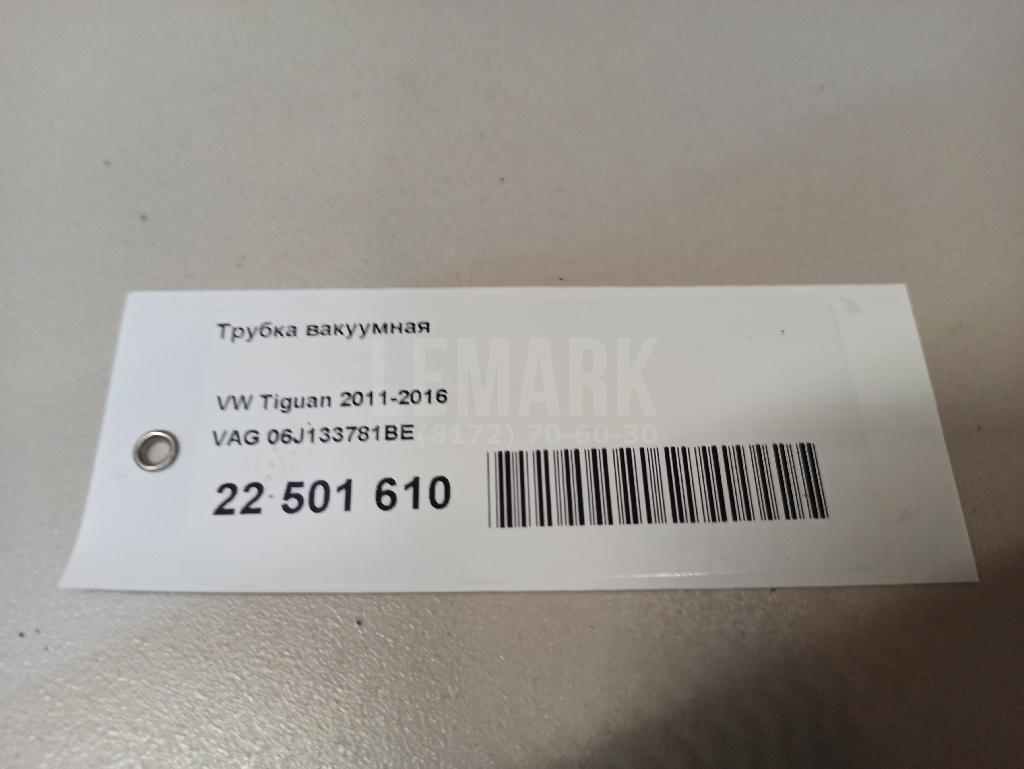 Трубка вакуумная
LEMARK
VW Tiguan 2011-2016
VAG 06J133781BE
(8172) 70-60-30
22 501 610